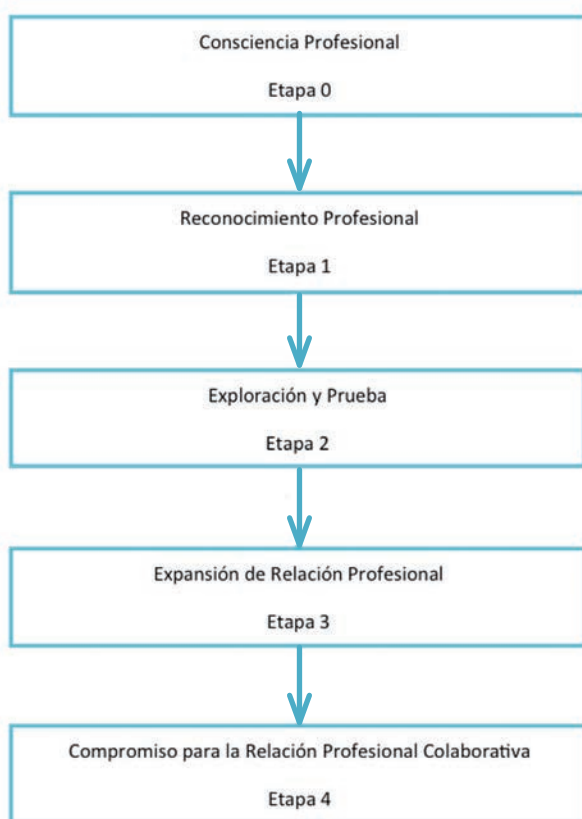 Consciencia Profesional
Etapa 0
Reconocimiento Profesional
Etapa 1
Exploración y Prueba
Etapa 2
Expansión de Relación Profesional
Etapa 3
Compromiso para la Relación Profesional Colaborativa
Etapa 4